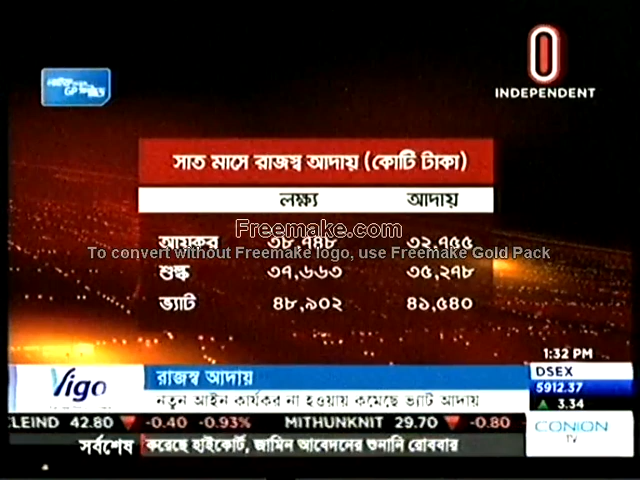 INDEPENDENT
সাত মাসে রাজস্ব আদায় (কোটি টাকা)
লক্ষ্য আদায়
Freemake.com
আয়কর ৩৮,৭৪৮ ৩২,৭৫৫
To convert without Freemake logo, use Freemake Gold Pack
শুল্ক ৩৭,৬৬৩ ৩৫,২৭৮
ভ্যাট ৪৮,৯০২ ৪১,৫৪০
1:32 PM
Vigo
রাজস্ব আদায়
DSEX
5912.37
নতুন আইন কার্যকর না হওয়ায় কমেছে ভ্যাট আদায়
▲ 3.34
CLEIND 42.80 ▼ -0.40 -0.93% MITHUNKNIT 29.70 ▼ -0.80
CONION
TV
সর্বশেষ করেছে হাইকোর্ট, জামিন আবেদনের শুনানি রোববার